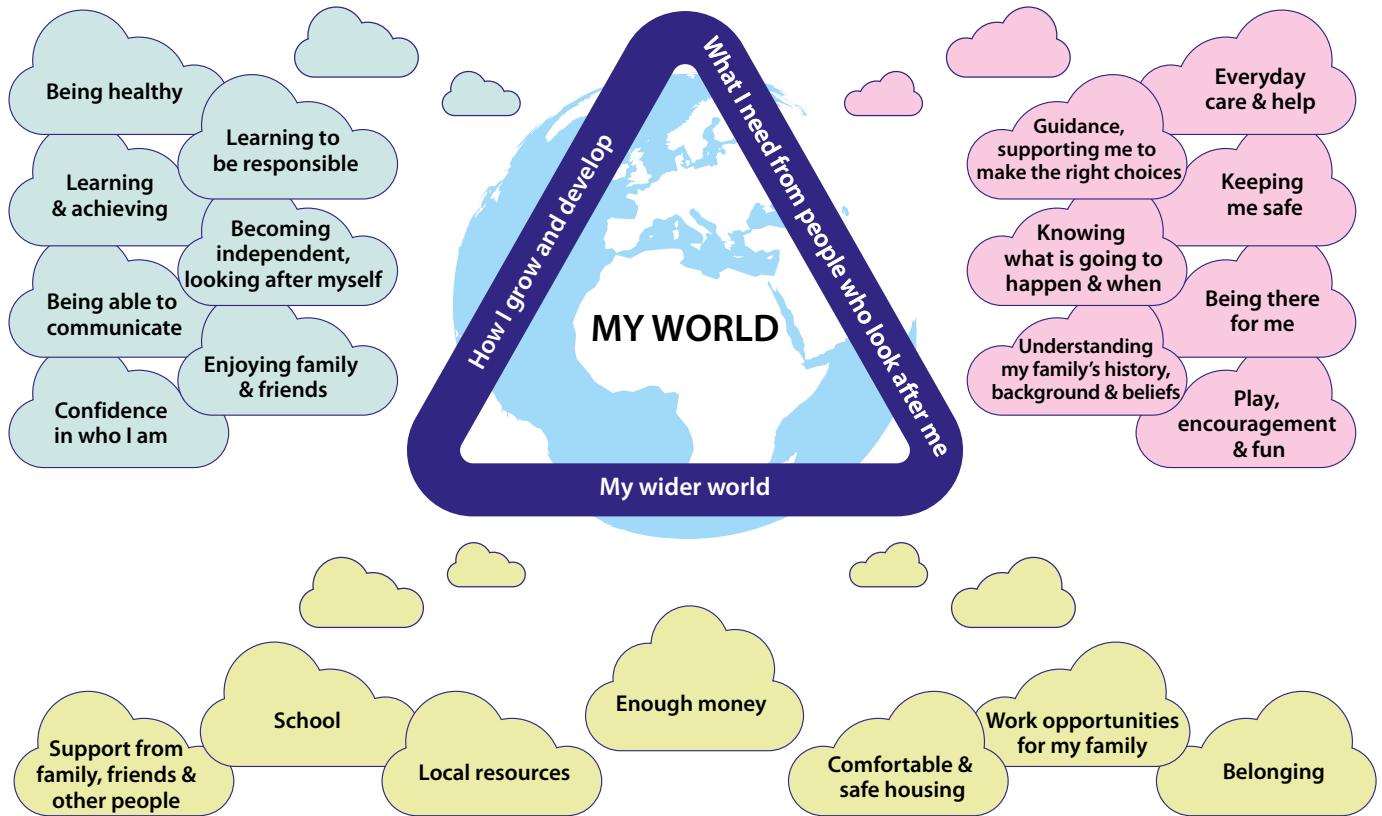 Being healthy
Learning to
be responsible
Learning
& achieving
Becoming
independent,
looking after myself
Being able to
communicate
Enjoying family
& friends
Confidence
in who I am
How I grow and develop
What I need from people who look after me
MY WORLD
My wider world
Everyday
care & help
Guidance,
supporting me to
make the right choices
Keeping
me safe
Knowing
what is going to
happen & when
Being there
for me
Understanding
my family’s history,
background & beliefs
Play,
encouragement
& fun
Support from
family, friends &
other people
School
Local resources
Enough money
Comfortable &
safe housing
Work opportunities
for my family
Belonging